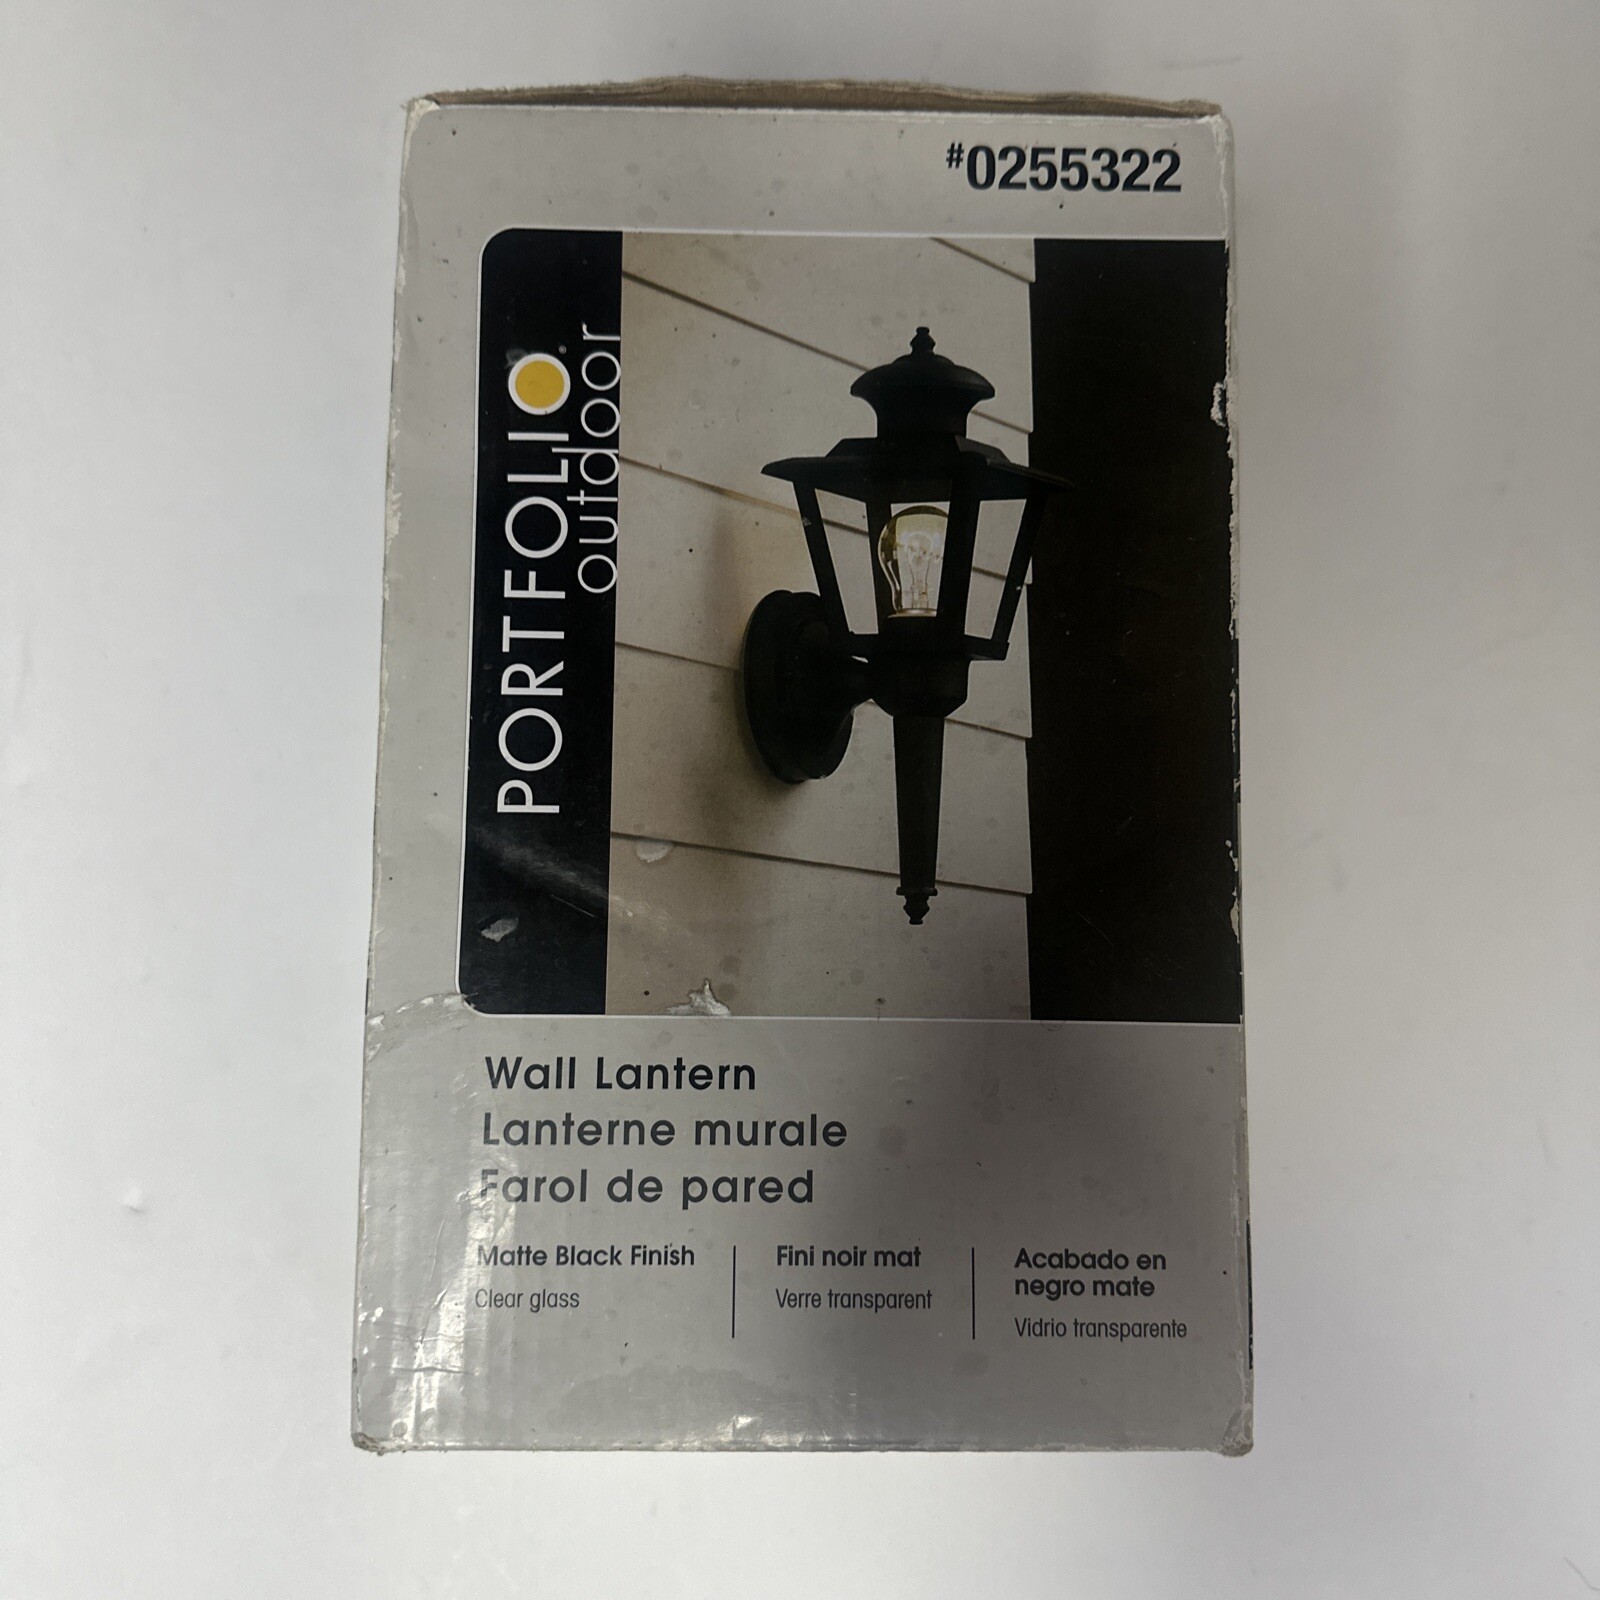 #0255322
PORTFOLIO®
outdoor
Wall Lantern
Lanterne murale
Farol de pared
Matte Black Finish
Clear glass
Fini noir mat
Verre transparent
Acabado en
negro mate
Vidrio transparente